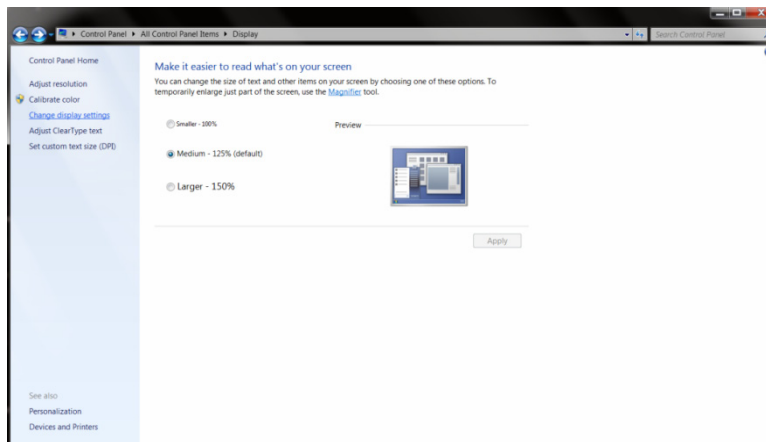 Control Panel All Control Panel Items Display
Search Control Panel
Control Panel Home
Adjust resolution
Calibrate color
Change display settings
Adjust ClearType text
Set custom text size (DPI)
See also
Personalization
Devices and Printers
Make it easier to read what's on your screen
You can change the size of text and other items on your screen by choosing one of these options. To
temporarily enlarge just part of the screen, use the Magnifier tool.
Smaller - 100%
Medium - 125% (default)
Larger - 150%
Preview
Apply